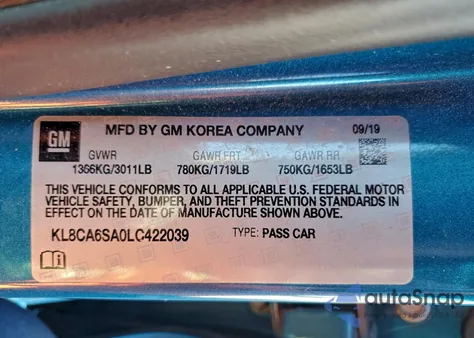 GM MFD BY GM KOREA COMPANY 09/19
GVWR GAWR FRT GAWR RR
1366KG/3011LB 780KG/1719LB 750KG/1653LB
THIS VEHICLE CONFORMS TO ALL APPLICABLE U.S. FEDERAL MOTOR
VEHICLE SAFETY, BUMPER, AND THEFT PREVENTION STANDARDS IN
EFFECT ON THE DATE OF MANUFACTURE SHOWN ABOVE.
KL8CA6SA0LC422039 TYPE: PASS CAR
autoSnap